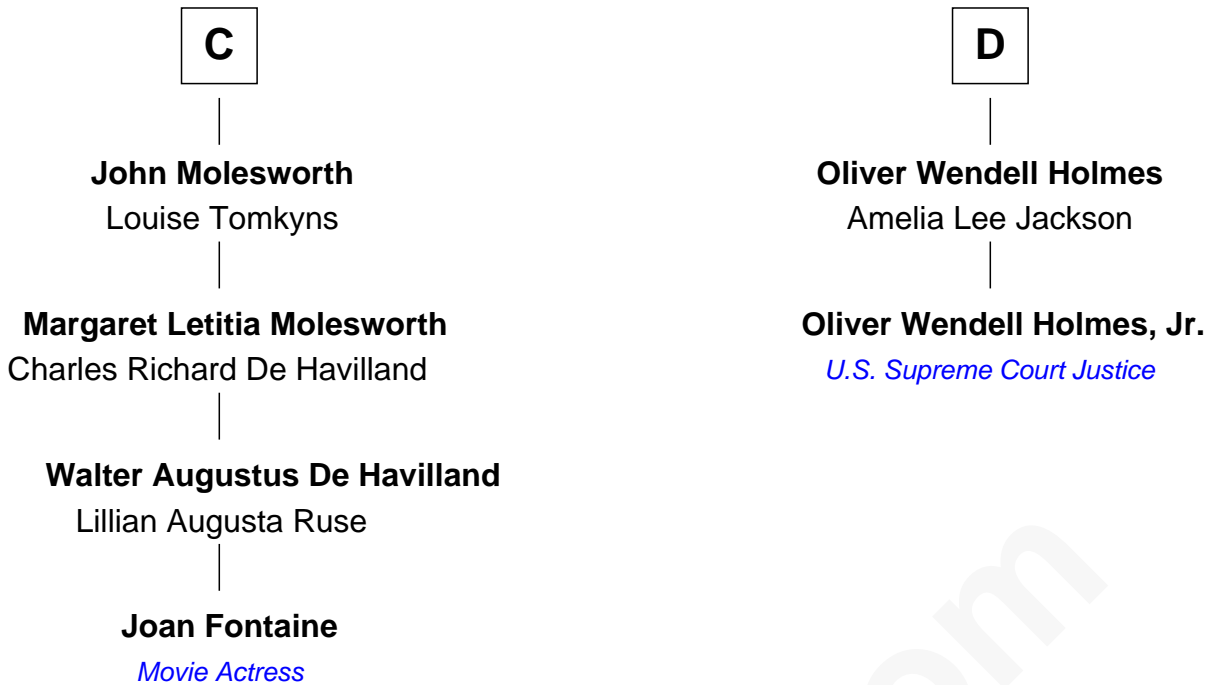 C
John Molesworth
Louise Tomkyns
Margaret Letitia Molesworth
Charles Richard De Havilland
Walter Augustus De Havilland
Lillian Augusta Ruse
Joan Fontaine
Movie Actress
D
Oliver Wendell Holmes
Amelia Lee Jackson
Oliver Wendell Holmes, Jr.
U.S. Supreme Court Justice
om